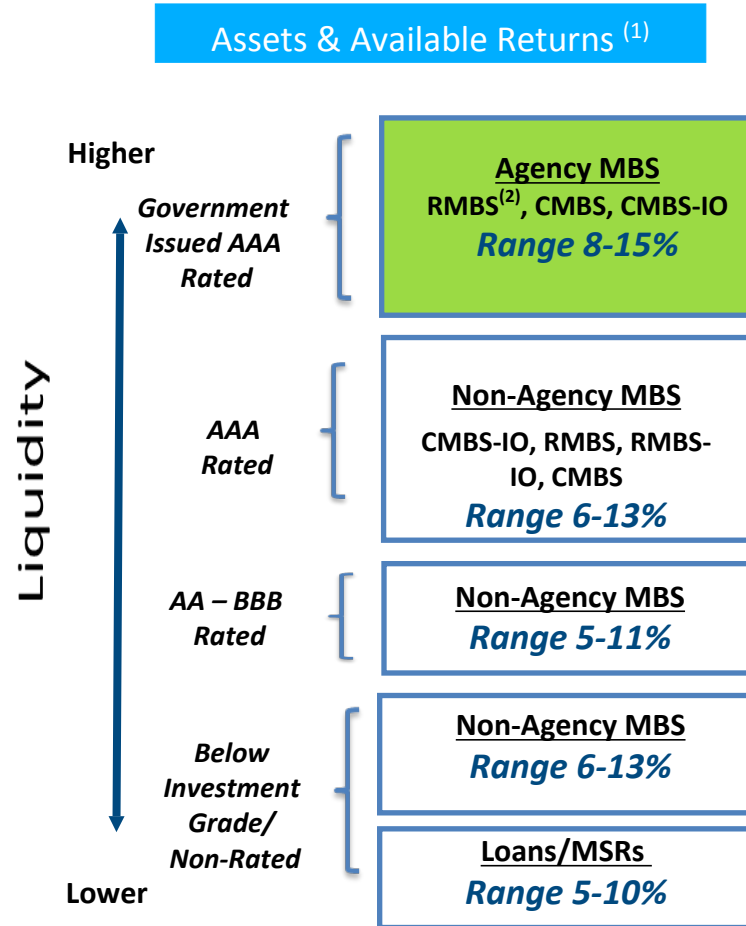 Assets & Available Returns (1)
Higher
Liquidity
Lower
Government
Issued AAA
Rated
Agency MBS
RMBS(2), CMBS, CMBS-IO
Range 8-15%
AAA
Rated
Non-Agency MBS
CMBS-IO, RMBS, RMBS-
IO, CMBS
Range 6-13%
AA – BBB
Rated
Non-Agency MBS
Range 5-11%
Below
Investment
Grade/
Non-Rated
Non-Agency MBS
Range 6-13%
Loans/MSRs
Range 5-10%